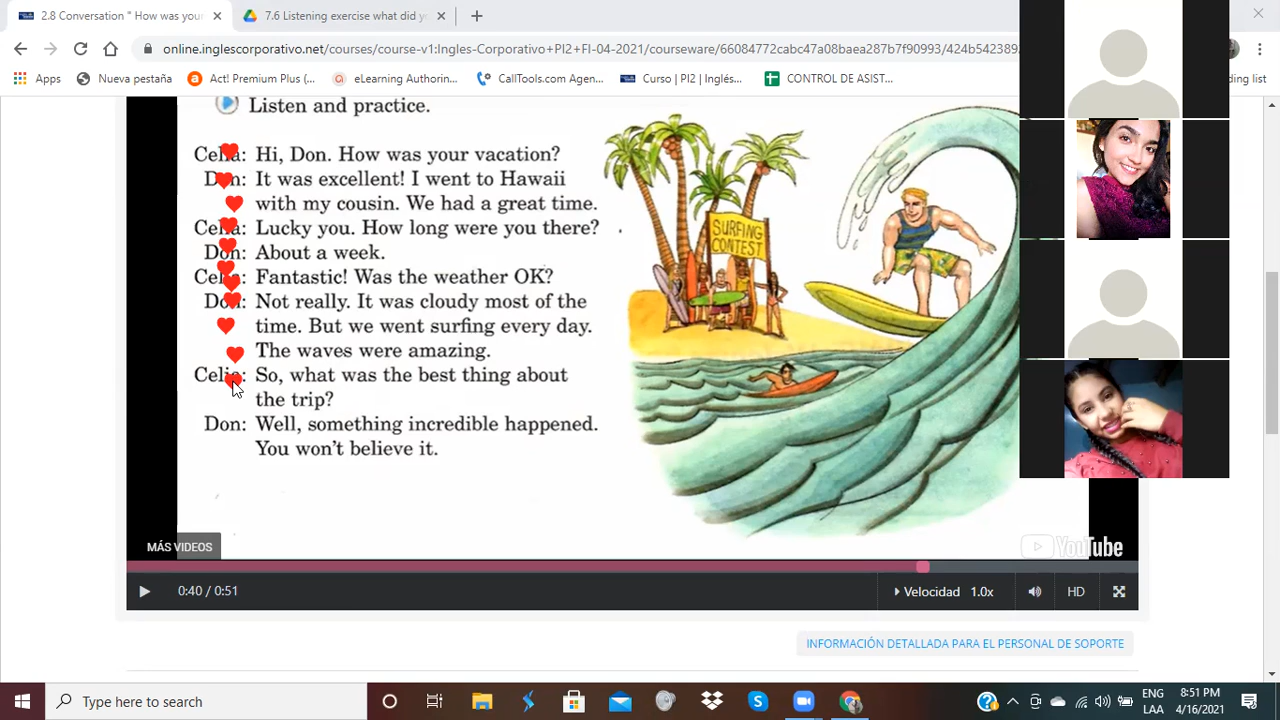 2.8 Conversation " How was your
7.6 Listening exercise what did y
online.inglescorporativo.net/courses/course-v1:Ingles-Corporativo+PI2+FI-04-2021/courseware/66084772cabc47a08baea287b7f90993/424b542389
Apps
Nueva pestaña
Act! Premium Plus (...
eLearning Authorin...
CallTools.com Agen...
Curso | PI2 | Ingles...
CONTROL DE ASIST...
ding list
Listen and practice.
Celia: Hi, Don. How was your vacation?
Don: It was excellent! I went to Hawaii
with my cousin. We had a great time.
Celia: Lucky you. How long were you there?
Don: About a week.
Celia: Fantastic! Was the weather OK?
Don: Not really. It was cloudy most of the
time. But we went surfing every day.
The waves were amazing.
Celia: So, what was the best thing about
the trip?
Don: Well, something incredible happened.
You won't believe it.
SURFING
CONTEST
MÁS VIDEOS
YouTube
0:40 / 0:51
Velocidad 1.0x
HD
INFORMACIÓN DETALLADA PARA EL PERSONAL DE SOPORTE
Type here to search
ENG
LAA
8:51 PM
4/16/2021